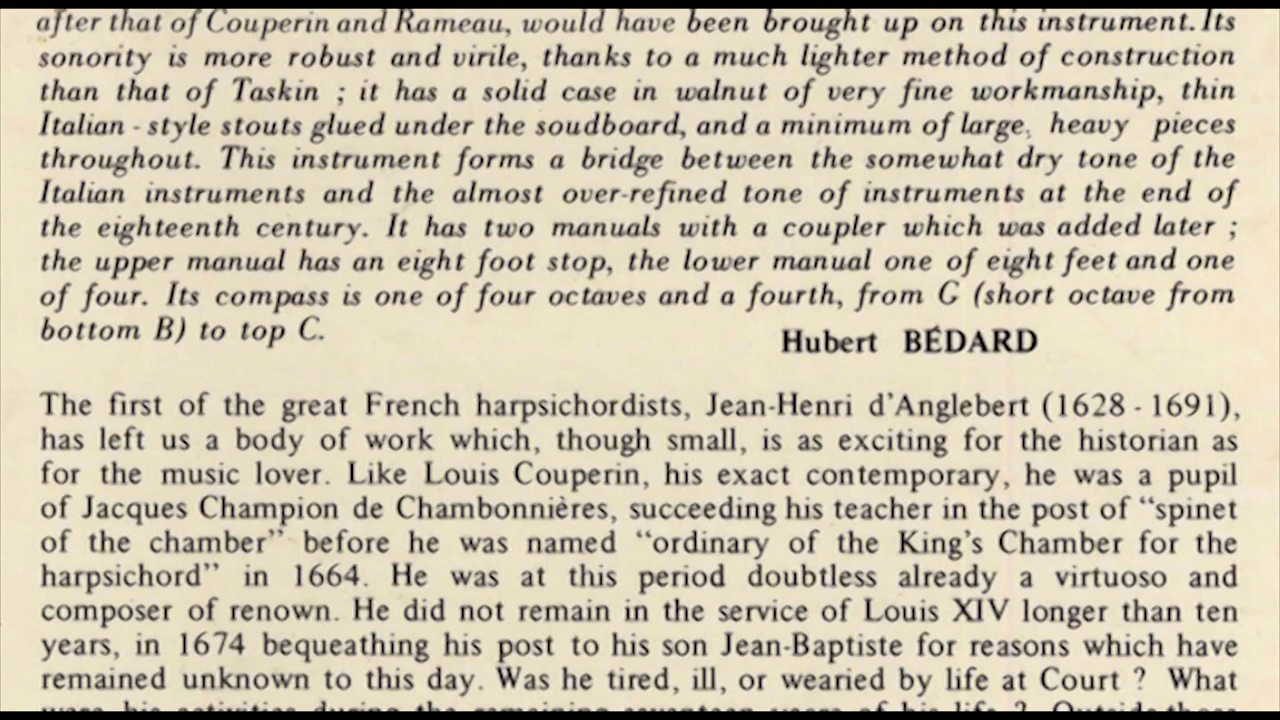 after that of Couperin and Rameau, would have been brought up on this instrument. Its
sonority is more robust and virile, thanks to a much lighter method of construction
than that of Taskin ; it has a solid case in walnut of very fine workmanship, thin
Italian - style stouts glued under the soudboard, and a minimum of large, heavy pieces
throughout. This instrument forms a bridge between the somewhat dry tone of the
Italian instruments and the almost over-refined tone of instruments at the end of
the eighteenth century. It has two manuals with a coupler which was added later ;
the upper manual has an eight foot stop, the lower manual one of eight feet and one
of four. Its compass is one of four octaves and a fourth, from G (short octave from
bottom B) to top C.
Hubert BÉDARD
The first of the great French harpsichordists, Jean-Henri d'Anglebert (1628 - 1691),
has left us a body of work which, though small, is as exciting for the historian as
for the music lover. Like Louis Couperin, his exact contemporary, he was a pupil
of Jacques Champion de Chambonnières, succeeding his teacher in the post of “spinet
of the chamber” before he was named “ordinary of the King's Chamber for the
harpsichord” in 1664. He was at this period doubtless already a virtuoso and
composer of renown. He did not remain in the service of Louis XIV longer than ten
years, in 1674 bequeathing his post to his son Jean-Baptiste for reasons which have
remained unknown to this day. Was he tired, ill, or wearied by life at Court ? What
were his activities during the remaining seventeen years of his life ? Outside those